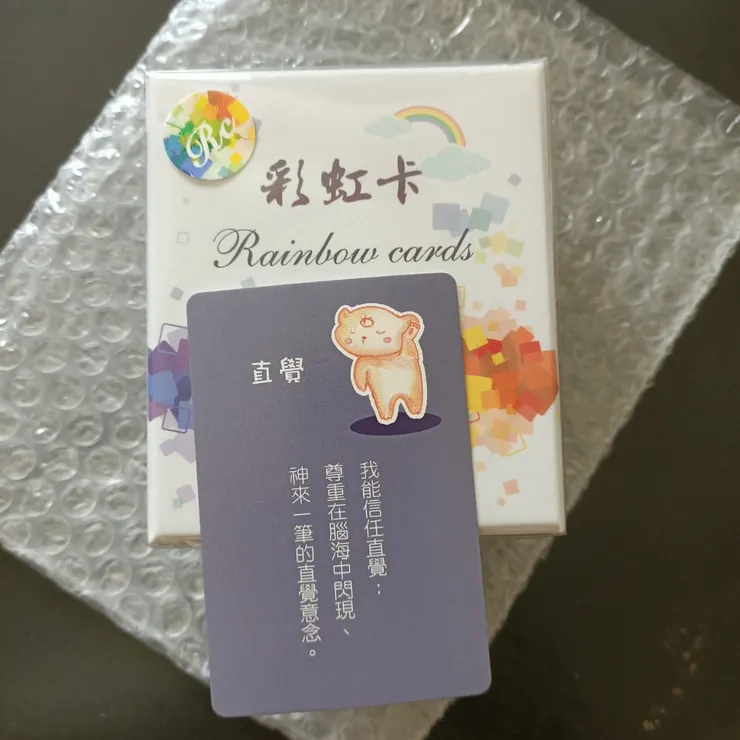 Rc
彩虹卡
Rainbow cards
直覺
我能信任直覺：
尊重在腦海中閃現、
神來一筆的直覺意念。